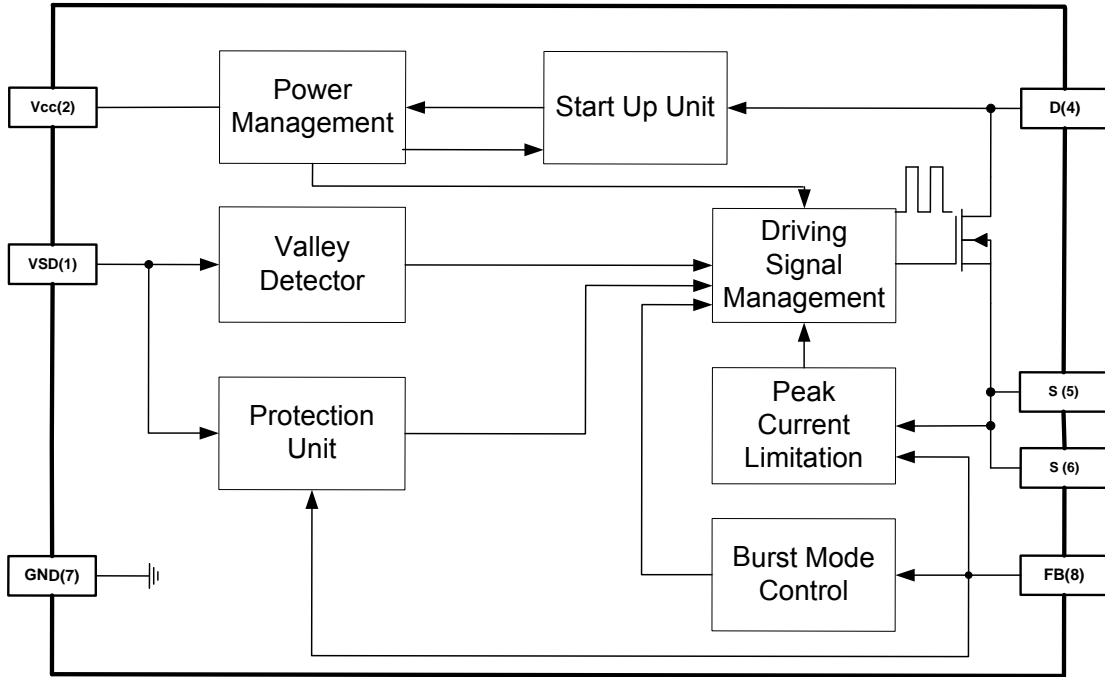 Vcc(2)
Power
Management
Start Up Unit
D(4)
VSD(1)
Valley
Detector
Driving
Signal
Management
Protection
Unit
Peak
Current
Limitation
S (5)
S (6)
GND(7)
Burst Mode
Control
FB(8)